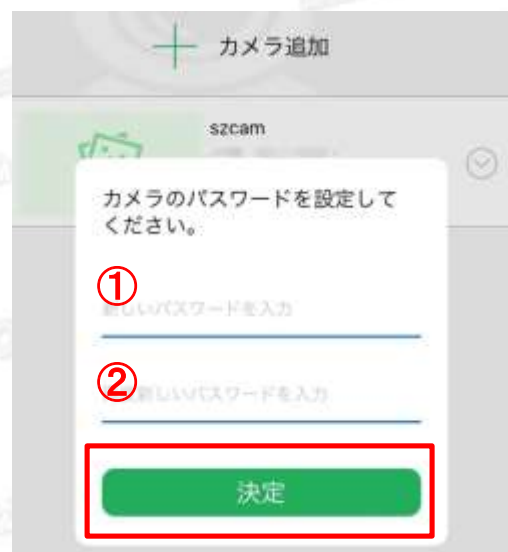 カメラ追加
szcam
カメラのパスワードを設定して
ください。
①
新しいパスワードを入力
②
新しいパスワードを入力
決定